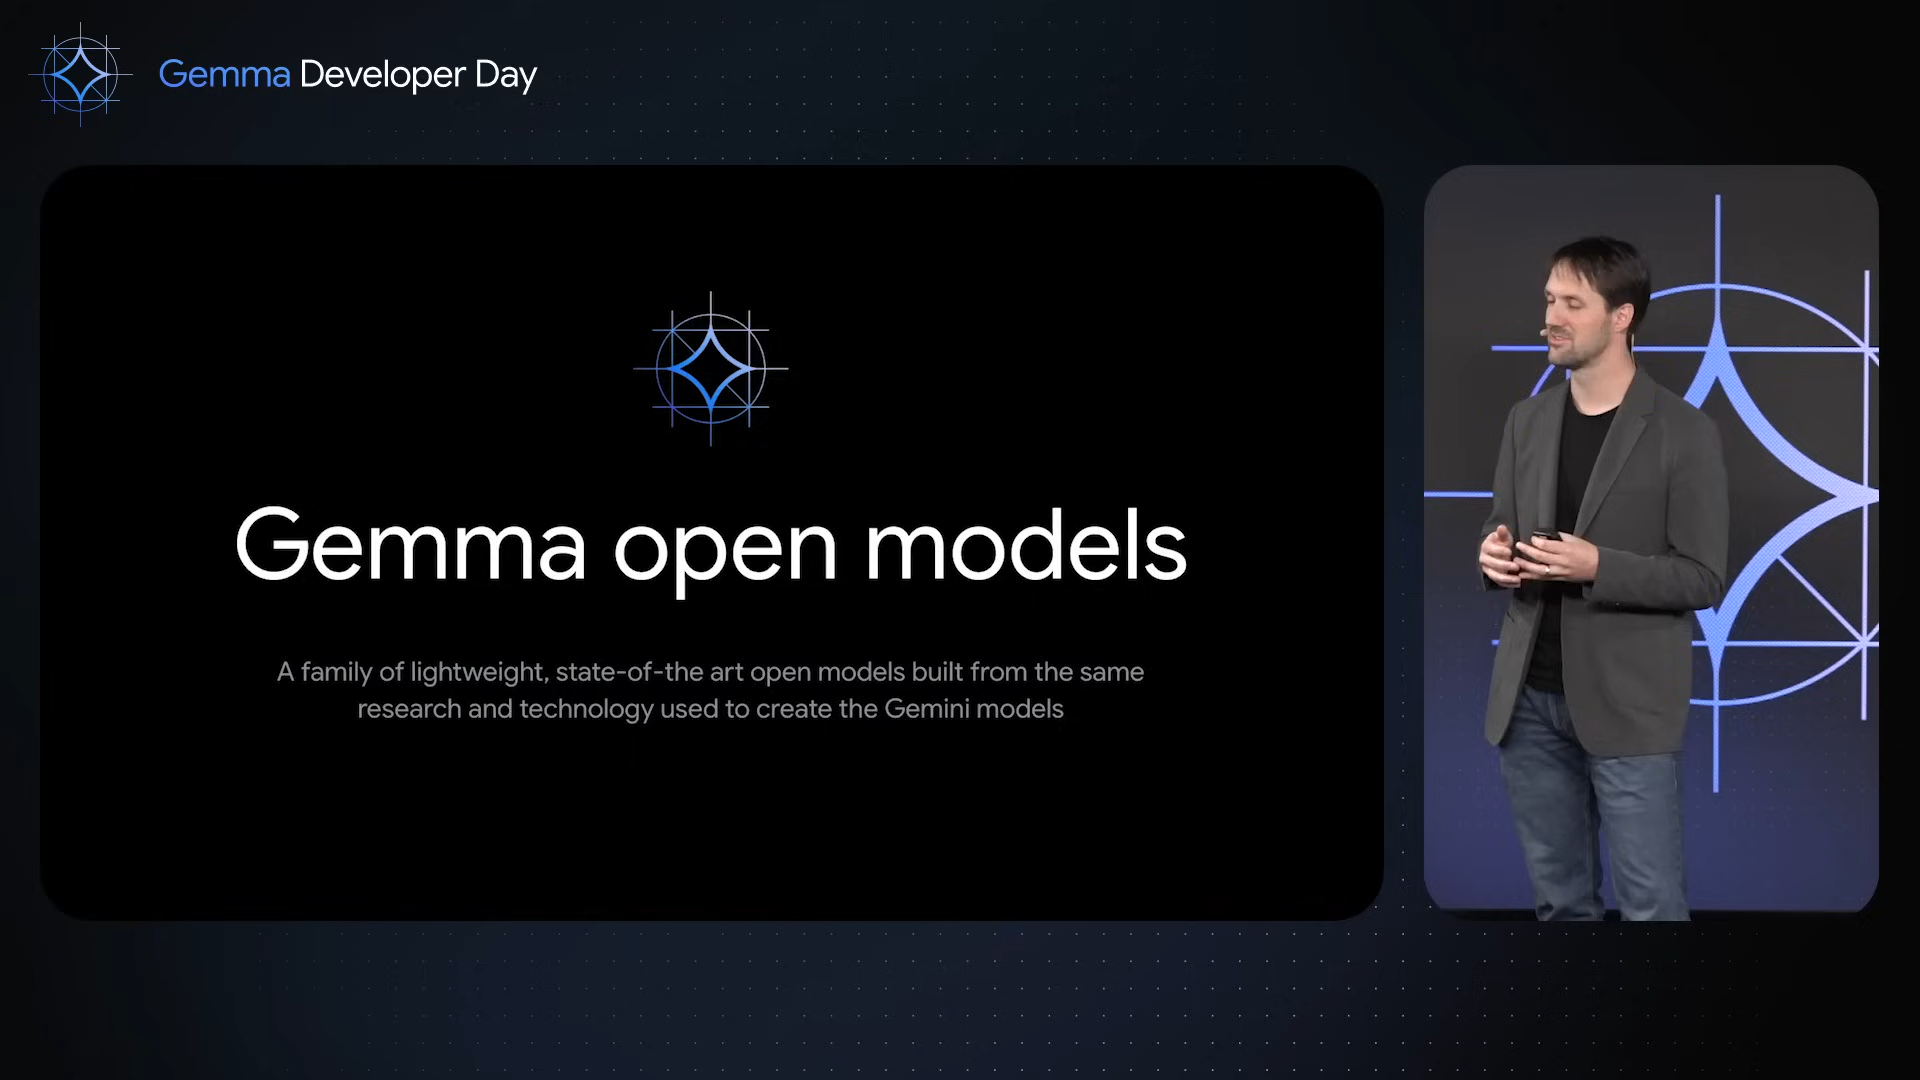 Gemma Developer Day
Gemma open models
A family of lightweight, state-of-the art open models built from the same
research and technology used to create the Gemini models